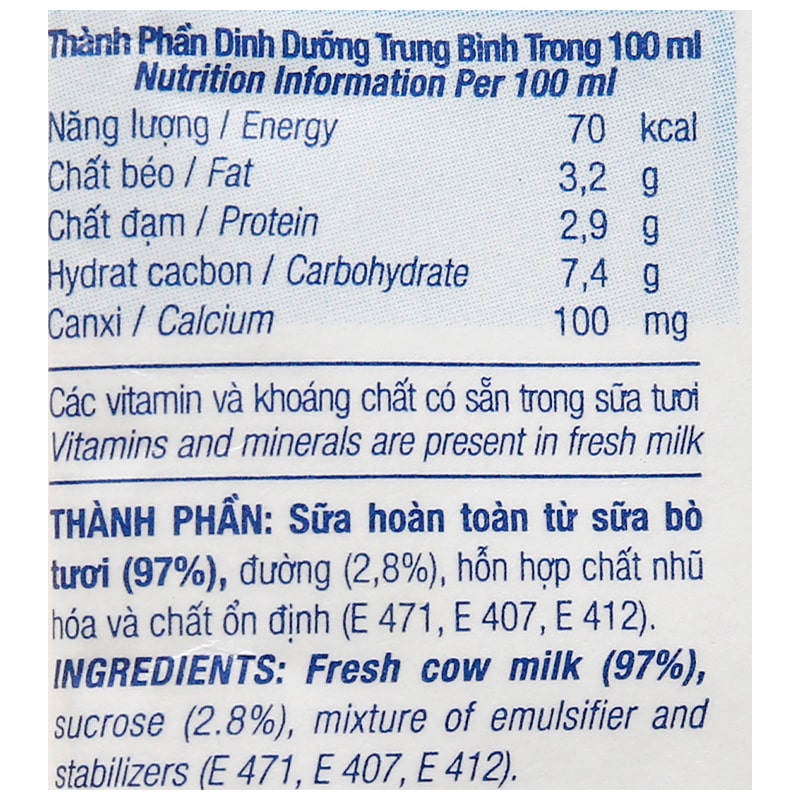 Thành Phần Dinh Dưỡng Trung Bình Trong 100 ml
Nutrition Information Per 100 ml
Năng lượng / Energy 70 kcal
Chất béo / Fat 3,2 g
Chất đạm / Protein 2,9 g
Hydrat cacbon / Carbohydrate 7,4 g
Canxi / Calcium 100 mg
Các vitamin và khoáng chất có sẵn trong sữa tươi
Vitamins and minerals are present in fresh milk
THÀNH PHẦN: Sữa hoàn toàn từ sữa bò
tươi (97%), đường (2,8%), hỗn hợp chất nhũ
hóa và chất ổn định (E 471, E 407, E 412).
INGREDIENTS: Fresh cow milk (97%),
sucrose (2.8%), mixture of emulsifier and
stabilizers (E 471, E 407, E 412).